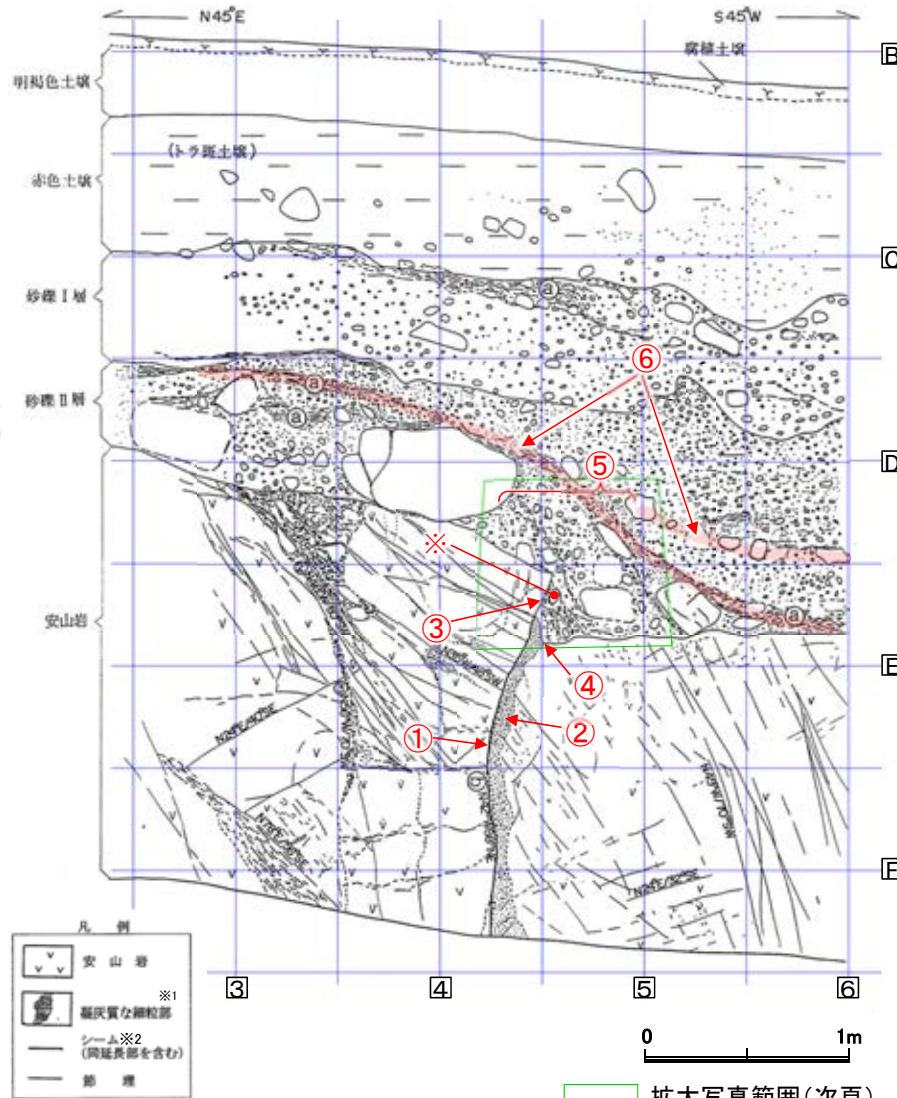 N45°E
S45°W
B
腐植土壌
明褐色土壌
(トラ斑土壌)
赤色土壌
C
砂礫Ⅰ層
ⓐ
⑥
砂礫Ⅱ層
ⓐ
ⓐ
D
⑤
※
安山岩
③
ⓐ
E
④
②
①
F
凡 例
安 山 岩
凝灰質な細粒部※1
シーム※2
(同延長部を含む)
節 理
3
4
5
6
0
1m
拡大写真範囲(次頁)